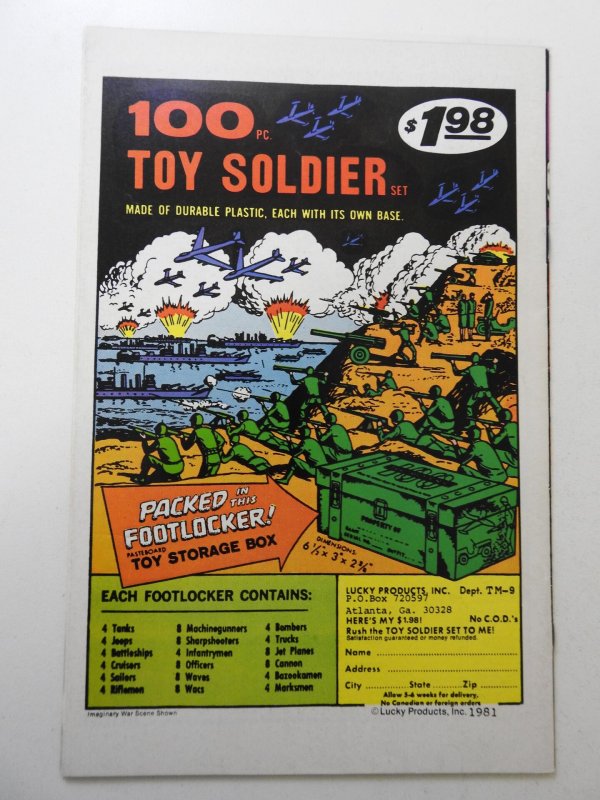 100 PC.
$1.98
TOY SOLDIER SET
MADE OF DURABLE PLASTIC, EACH WITH ITS OWN BASE.
PACKED IN THIS
FOOTLOCKER!
PASTEBOARD
TOY STORAGE BOX
DIMENSIONS:
PROPERTY OF
EACH FOOTLOCKER CONTAINS:
4 Tanks
4 Jeeps
4 Battleships
4 Cruisers
4 Sailors
4 Riflemen
8 Machinegunners
8 Sharpshooters
4 Infantrymen
8 Officers
8 Waves
8 Wacs
4 Bombers
4 Trucks
8 Jet Planes
8 Cannon
4 Bazookamen
4 Marksmen
LUCKY PRODUCTS, INC. Dept. TM-9
P.O.Box 720597
Atlanta, Ga. 30328
HERE'S MY $1.98! No C.O.D.'s
Rush the TOY SOLDIER SET TO ME!
Satisfaction guaranteed or money refunded.
Name
Address
City State Zip
Allow 3-6 weeks for delivery.
No Canadian or foreign orders
Imaginary War Scene Shown
©Lucky Products, Inc. 1981